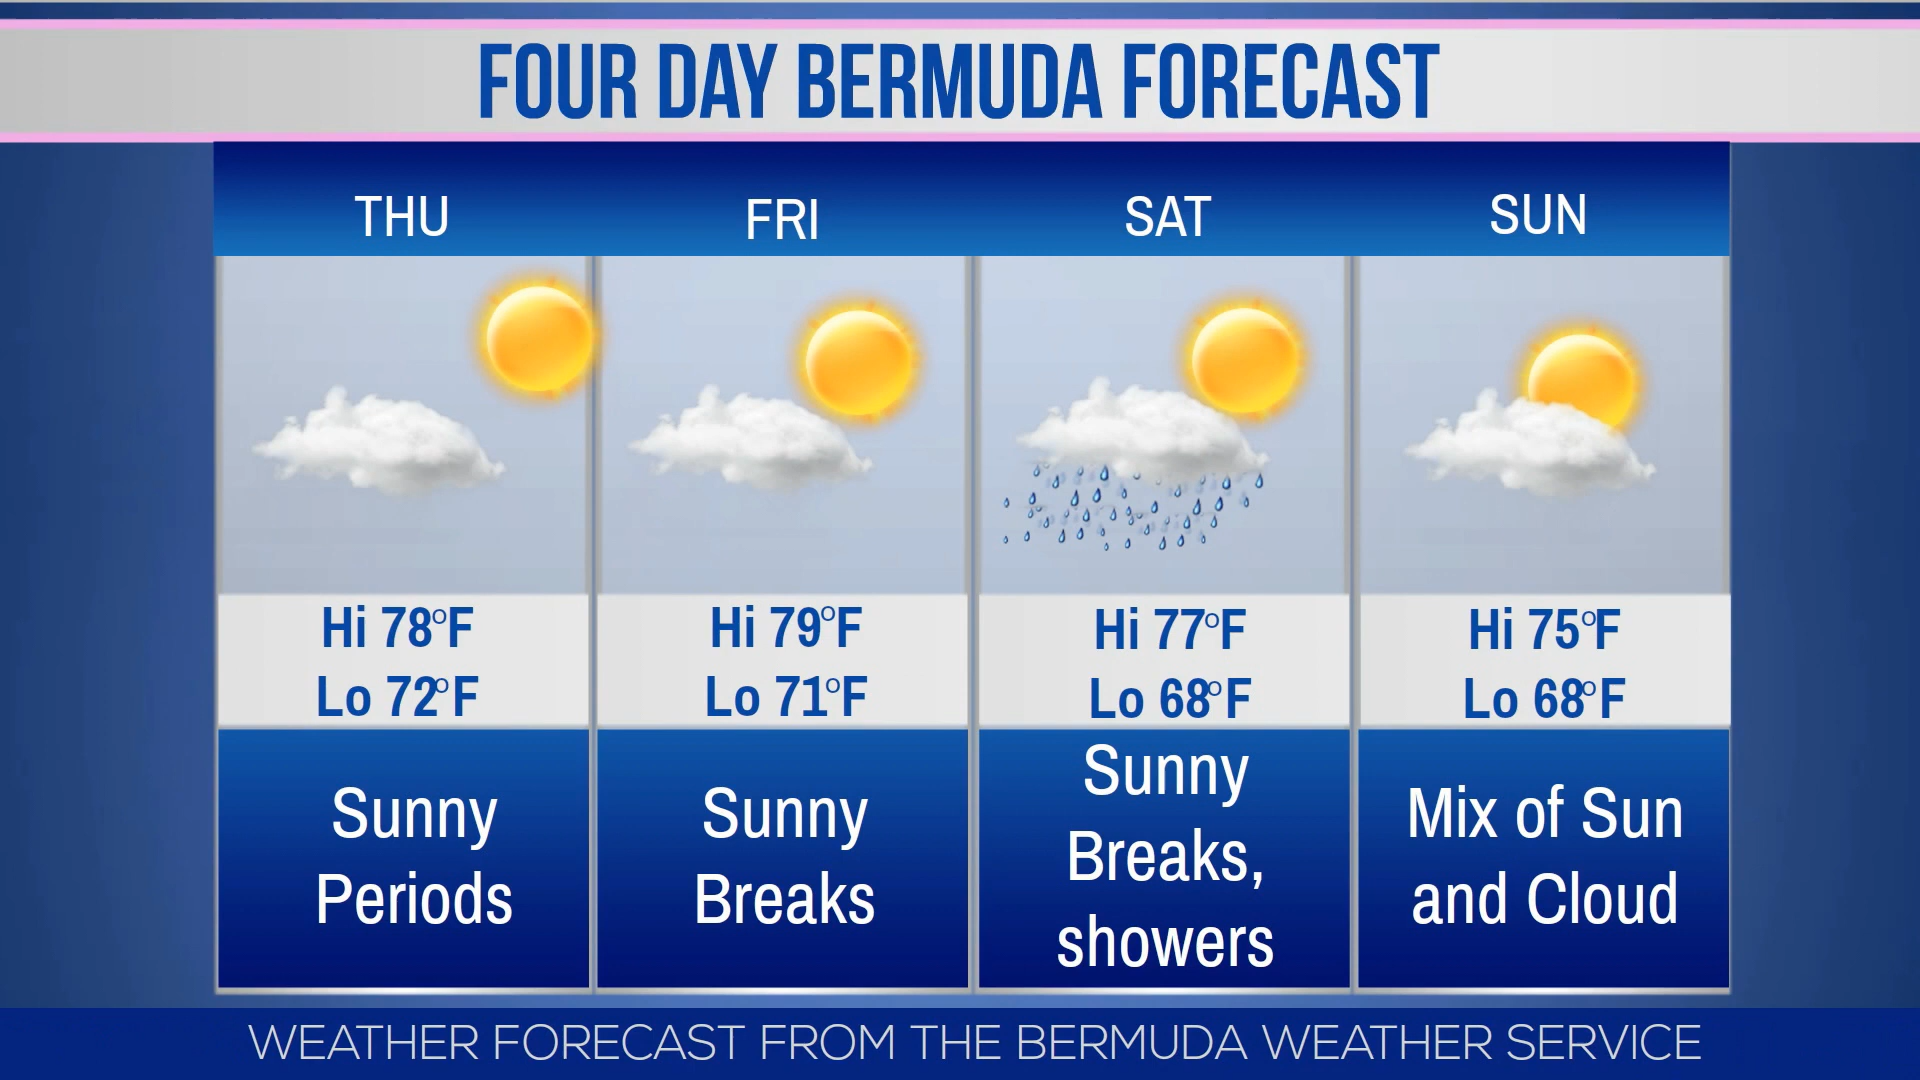 FOUR DAY BERMUDA FORECAST
THU
FRI
SAT
SUN
Hi 78°F
Lo 72°F
Hi 79°F
Lo 71°F
Hi 77°F
Lo 68°F
Hi 75°F
Lo 68°F
Sunny
Periods
Sunny
Breaks
Sunny
Breaks,
showers
Mix of Sun
and Cloud
WEATHER FORECAST FROM THE BERMUDA WEATHER SERVICE